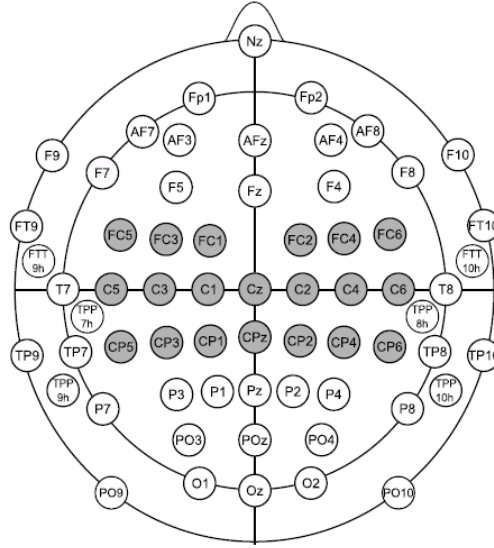 Nz
Fp1 Fp2
AF7 AF3 AFz AF4 AF8
F9 F7 F5 Fz F4 F8 F10
FT9 FC5 FC3 FC1 FC2 FC4 FC6 FT10
FTT
9h
FTT
10h
T7 C5 C3 C1 Cz C2 C4 C6 T8
TPP
7h
TPP
8h
TP9 TP7 CP5 CP3 CP1 CPz CP2 CP4 CP6 TP8 TP10
TPP
9h
TPP
10h
P7 P3 P1 Pz P2 P4 P8
PO3 POz PO4
PO9 O1 Oz O2 PO10